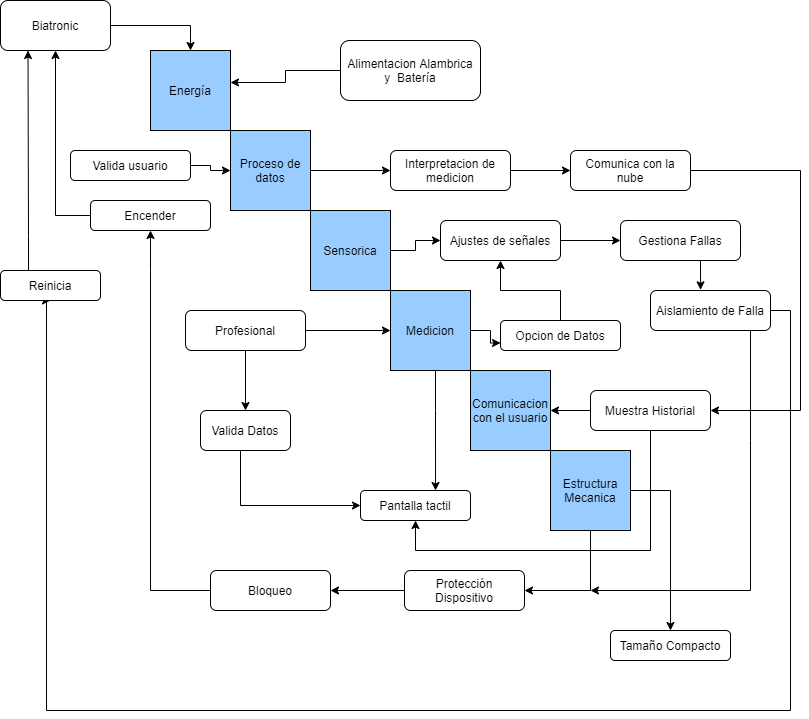 Biatronic
Energía
Alimentacion Alambrica
y Batería
Valida usuario
Proceso de
datos
Interpretacion de
medicion
Comunica con la
nube
Encender
Sensorica
Ajustes de señales
Gestiona Fallas
Reinicia
Profesional
Medicion
Opcion de Datos
Aislamiento de Falla
Valida Datos
Comunicacion
con el usuario
Muestra Historial
Pantalla tactil
Estructura
Mecanica
Bloqueo
Protección
Dispositivo
Tamaño Compacto